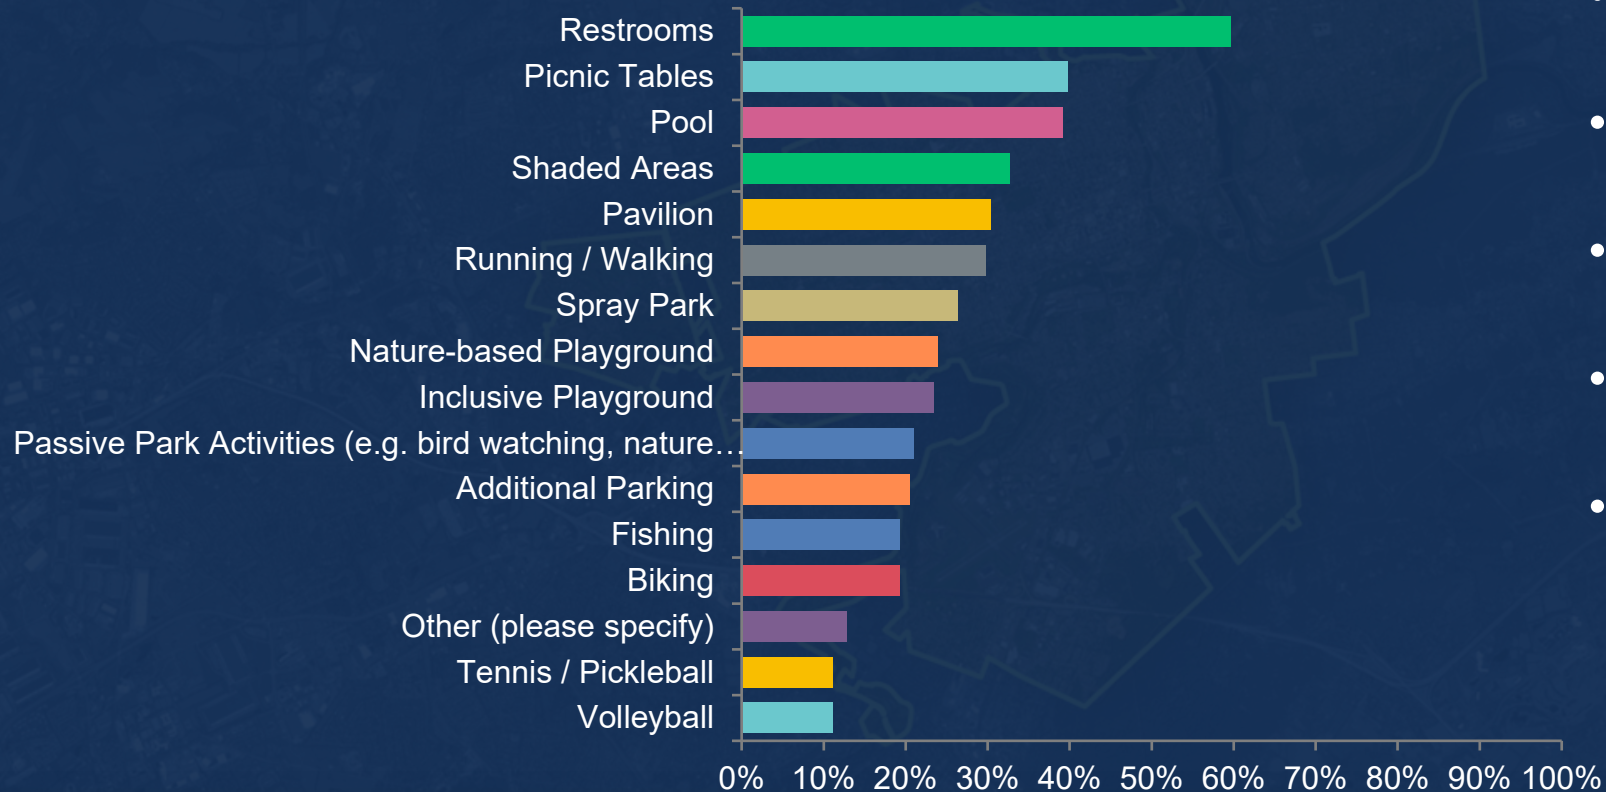 Restrooms
Picnic Tables
Pool
Shaded Areas
Pavilion
Running / Walking
Spray Park
Nature-based Playground
Inclusive Playground
Passive Park Activities (e.g. bird watching, nature…
Additional Parking
Fishing
Biking
Other (please specify)
Tennis / Pickleball
Volleyball
0% 10% 20% 30% 40% 50% 60% 70% 80% 90% 100%